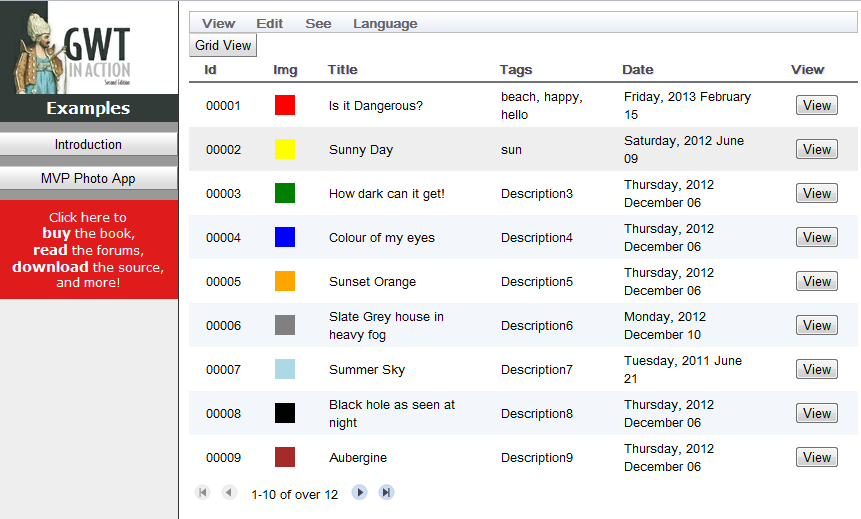 GWT
IN ACTION
Second Edition
Examples
Introduction
MVP Photo App
Click here to
buy the book,
read the forums,
download the source,
and more!
View Edit See Language
Grid View
Id Img Title Tags Date View
00001 Is it Dangerous? beach, happy, Friday, 2013 February View
hello 15
00002 Sunny Day sun Saturday, 2012 June View
09
00003 How dark can it get! Description3 Thursday, 2012 View
December 06
00004 Colour of my eyes Description4 Thursday, 2012 View
December 06
00005 Sunset Orange Description5 Thursday, 2012 View
December 06
00006 Slate Grey house in Description6 Monday, 2012 View
heavy fog December 10
00007 Summer Sky Description7 Tuesday, 2011 June View
21
00008 Black hole as seen at Description8 Thursday, 2012 View
night December 06
00009 Aubergine Description9 Thursday, 2012 View
December 06
1-10 of over 12